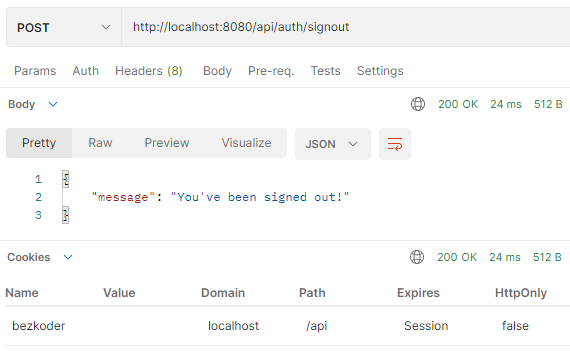 POST http://localhost:8080/api/auth/signout
Params Auth Headers (8) Body Pre-req. Tests Settings
Body 200 OK 24 ms 512 B
Pretty Raw Preview Visualize JSON
1 {
2 "message": "You've been signed out!"
3 }
Cookies 200 OK 24 ms 512 B
Name Value Domain Path Expires HttpOnly
bezkoder localhost /api Session false